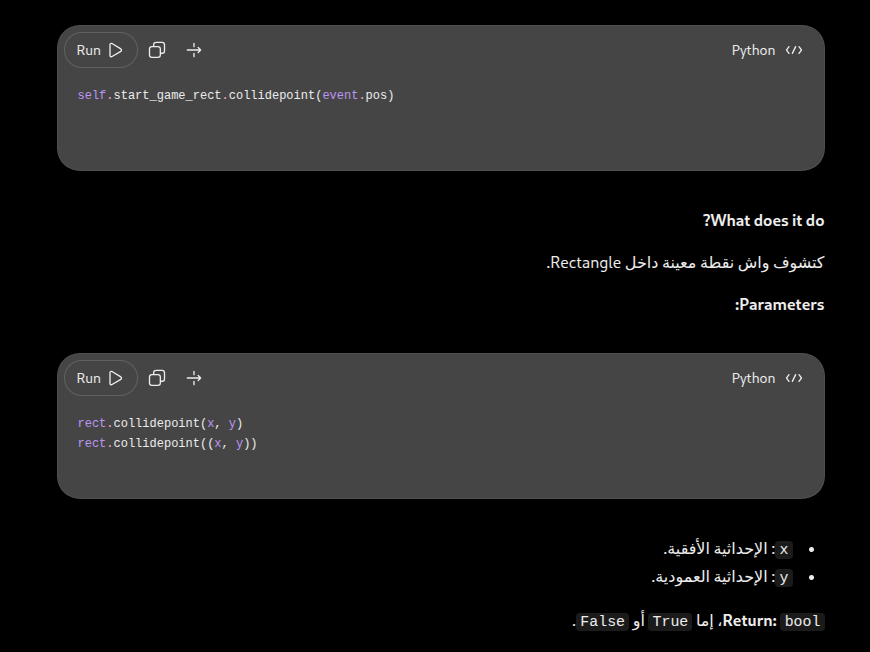 Run Python
self.start_game_rect.collidepoint(event.pos)
What does it do?
كتشوف واش نقطة معينة داخل Rectangle.
Parameters:
Run Python
rect.collidepoint(x, y)
rect.collidepoint((x, y))
x: الإحداثية الأفقية.
y: الإحداثية العمودية.
Return: bool، إما True أو False.